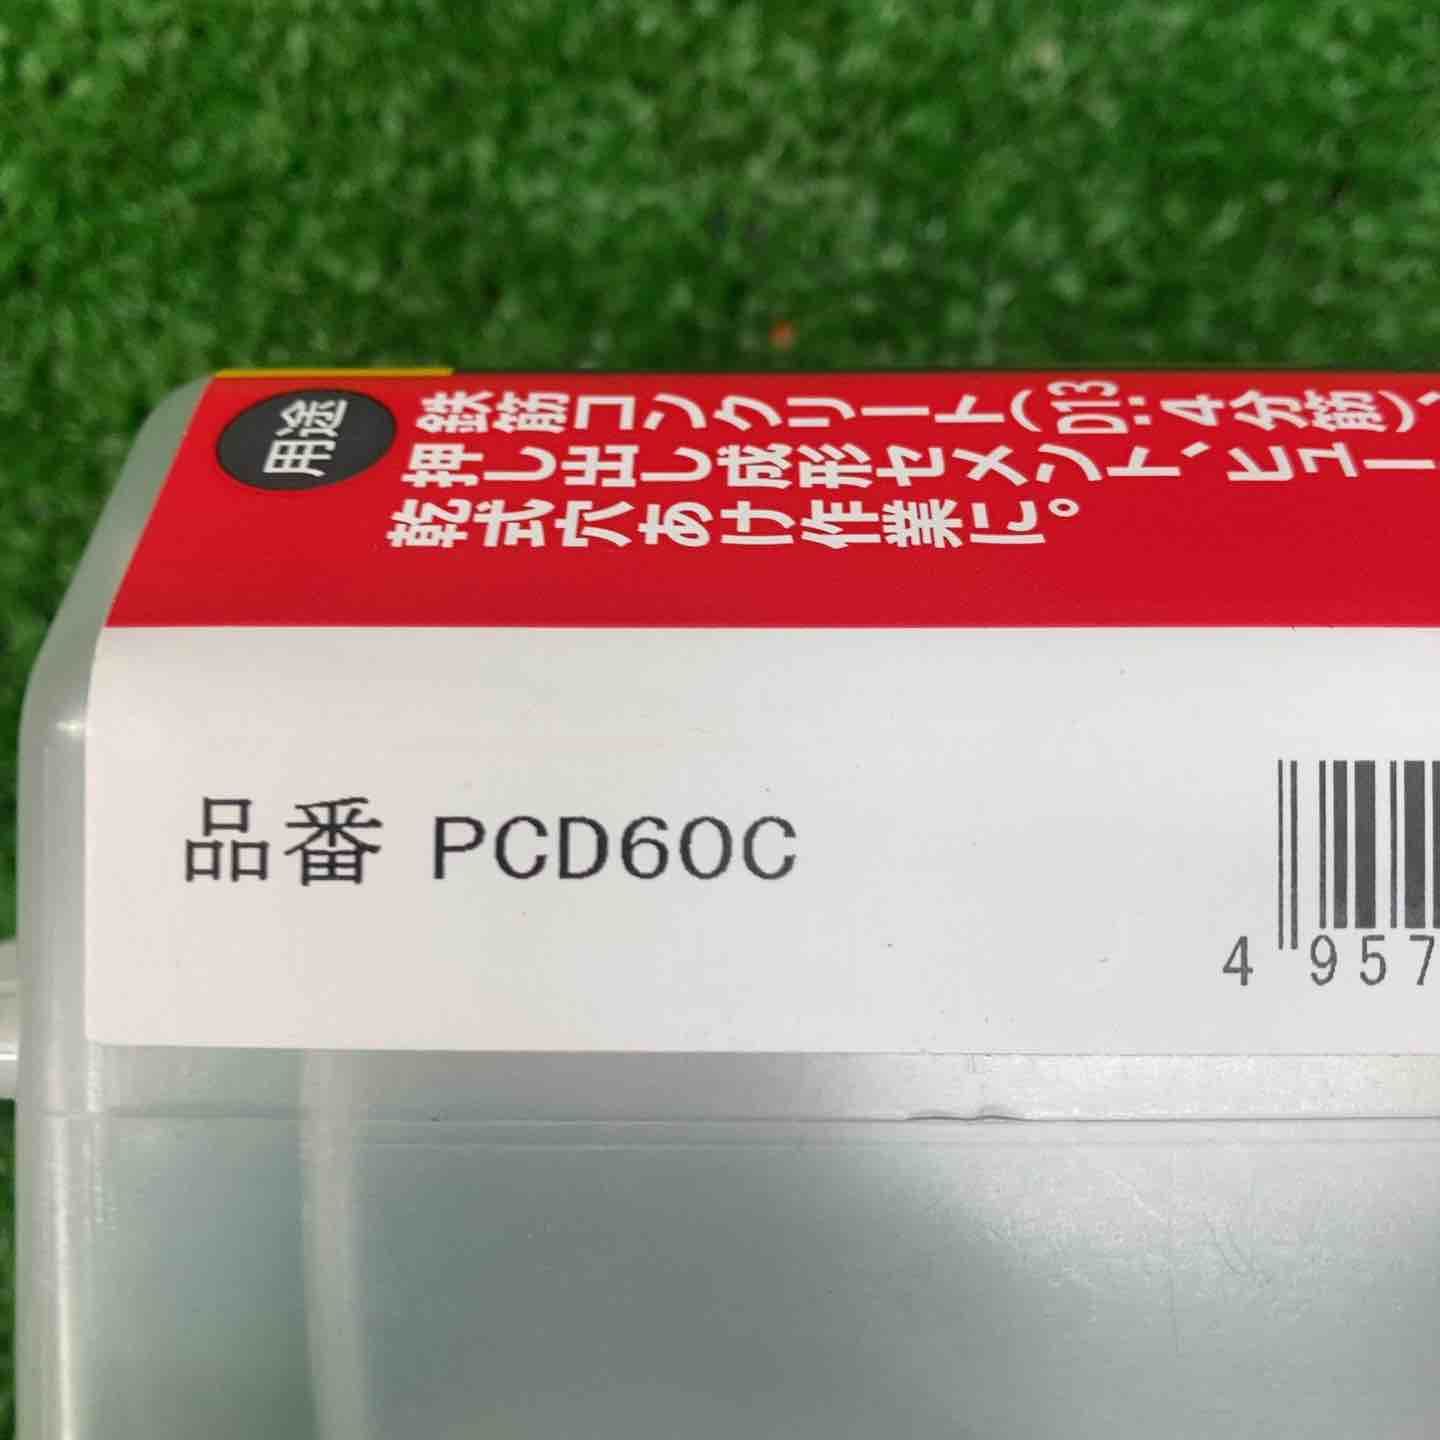 用途
鉄筋コンクリート(D13:4分筋)、
押し出し成形セメント、ヒュー
乾式穴あけ作業に。
品番 PCD60C
4 957